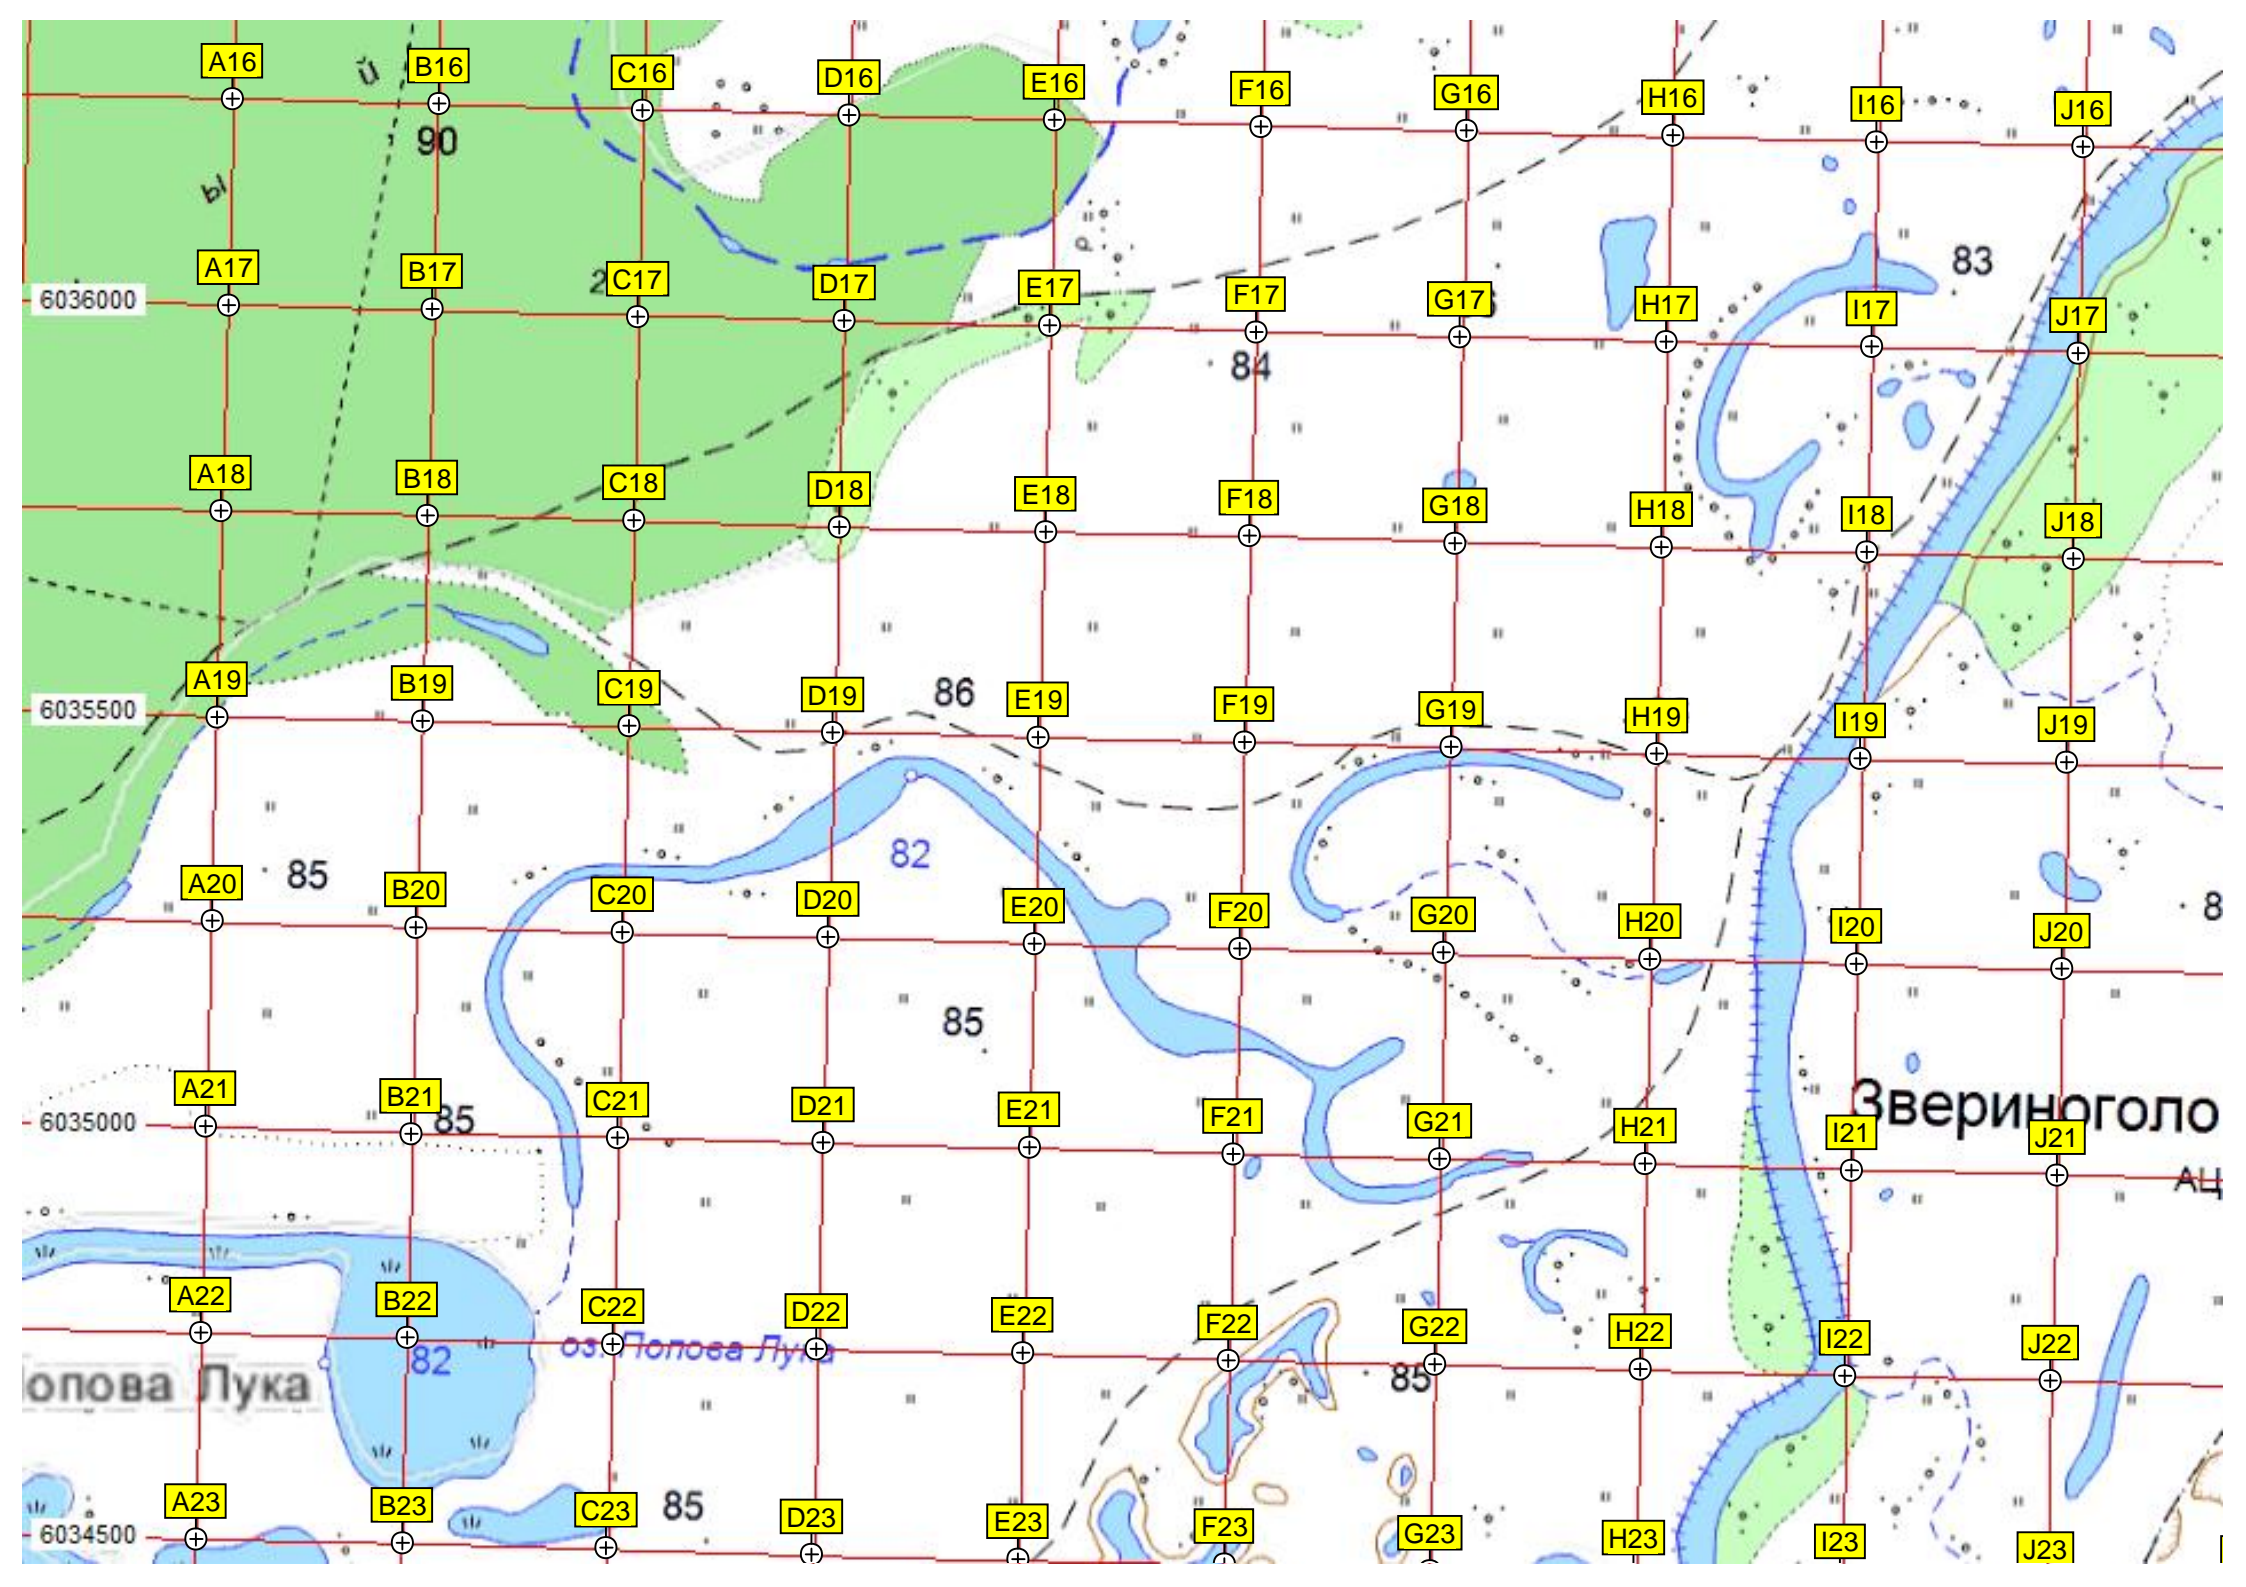 A16 B16 C16 D16 E16 F16 G16 H16 I16 J16
й
90
ы
83
6036000 A17 B17 2 C17 D17 E17 F17 G17 H17 I17 J17
84
A18 B18 C18 D18 E18 F18 G18 H18 I18 J18
86
6035500 A19 B19 C19 D19 E19 F19 G19 H19 I19 J19
82
85
A20 B20 C20 D20 E20 F20 G20 H20 I20 J20 8
85
6035000 A21 B21 85 C21 D21 E21 F21 G21 H21 I21 J21
Звериноголо
АЦ
A22 B22 C22 D22 E22 F22 G22 H22 I22 J22
оз. Попова Лука
82
опова Лука
85
A23 B23 C23 85 D23 E23 F23 G23 H23 I23 J23
6034500